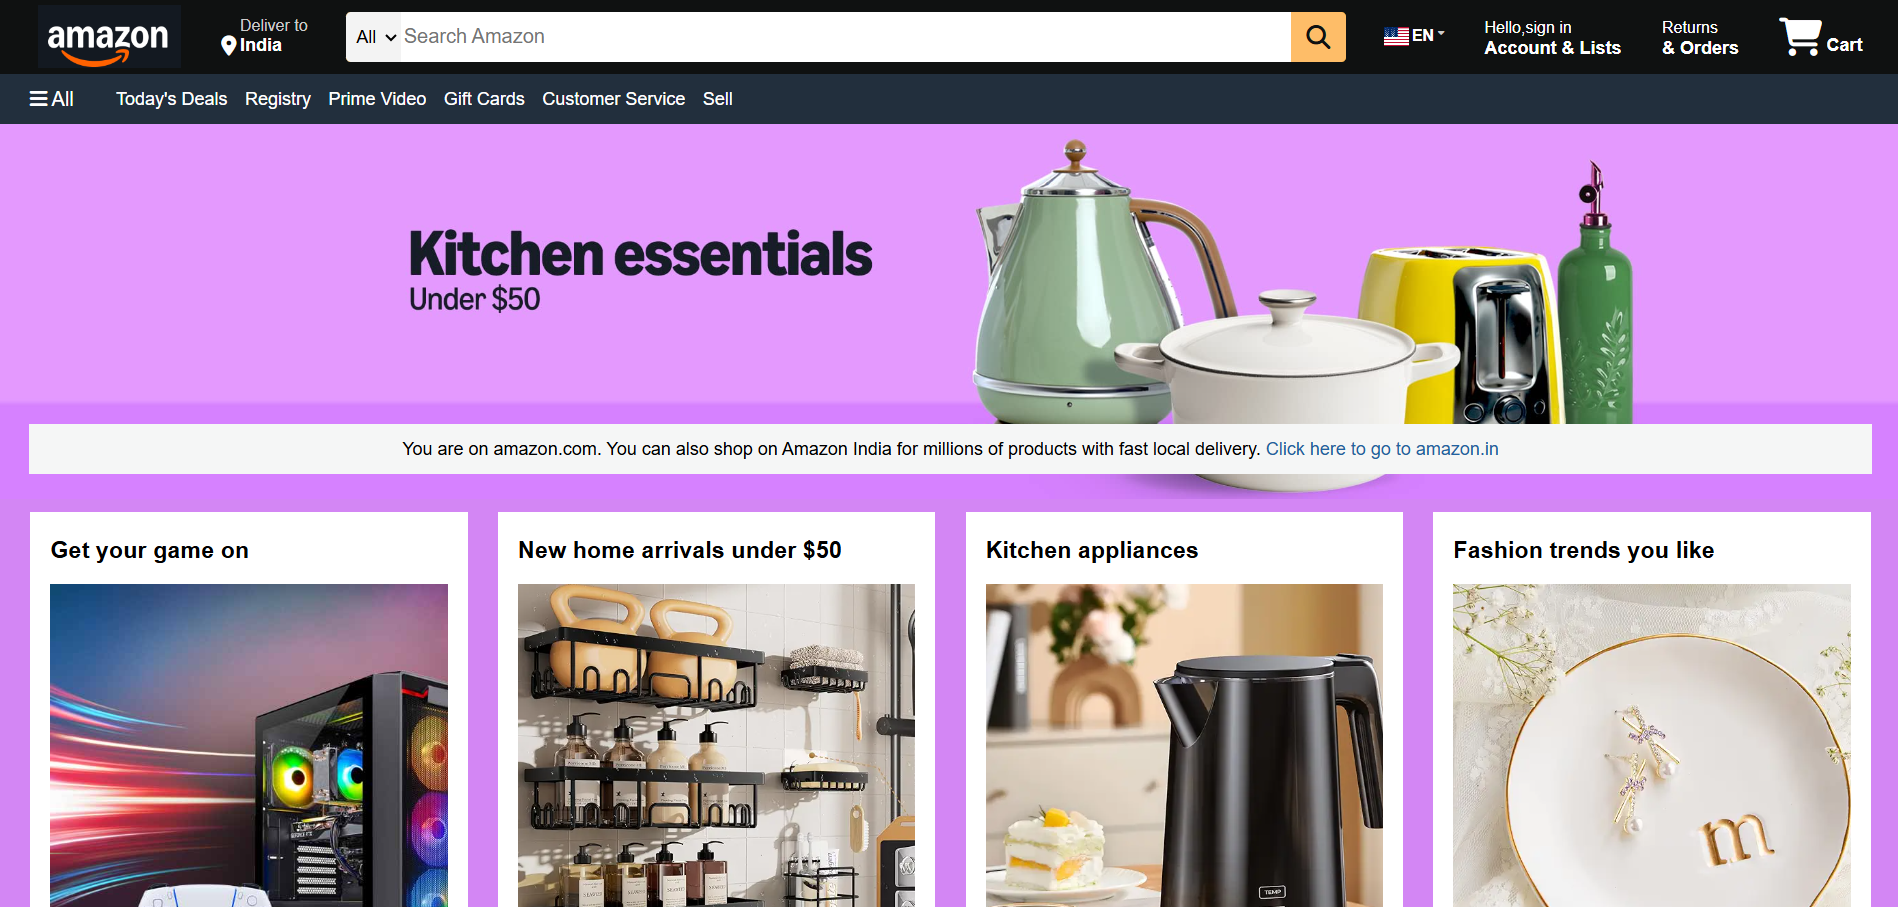 amazon
Deliver to
India
All
Search Amazon
EN
Hello,sign in
Account & Lists
Returns
& Orders
Cart
All
Today's Deals
Registry
Prime Video
Gift Cards
Customer Service
Sell
Kitchen essentials
Under $50
You are on amazon.com. You can also shop on Amazon India for millions of products with fast local delivery. Click here to go to amazon.in
Get your game on
New home arrivals under $50
Kitchen appliances
Fashion trends you like
TEMP
m